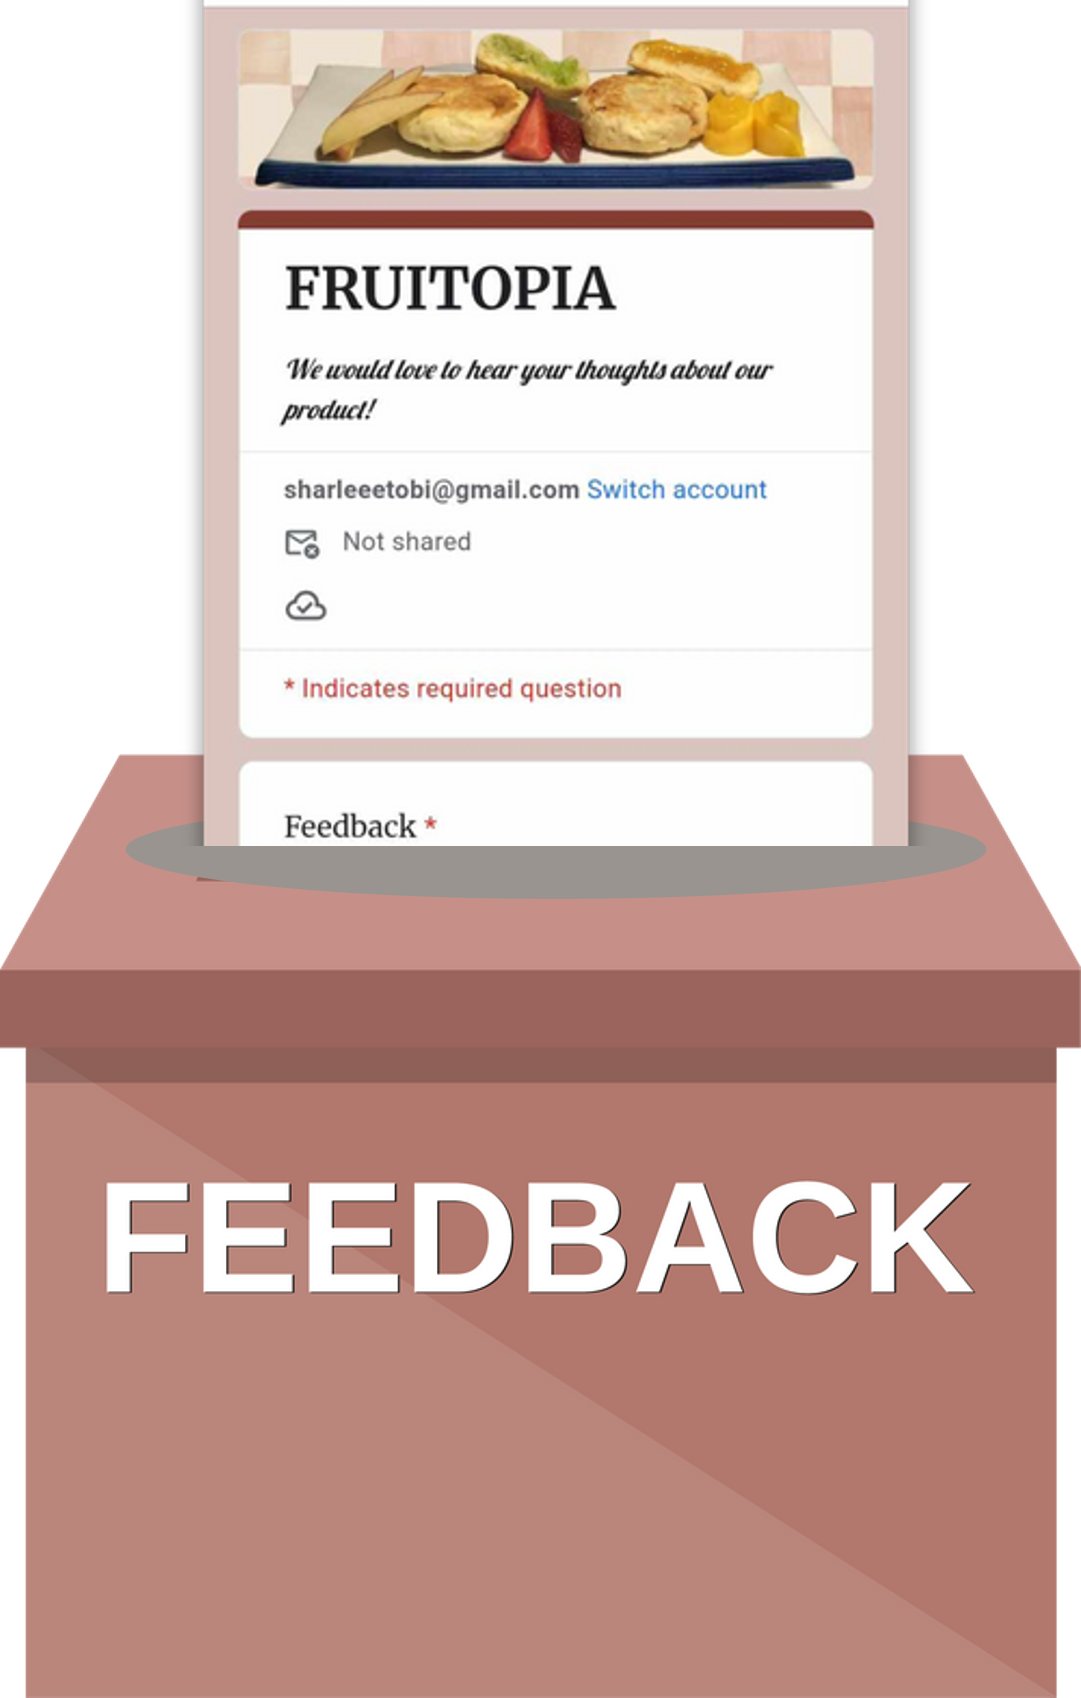 FRUITOPIA
We would love to hear your thoughts about our
product!
sharleeetobi@gmail.com Switch account
Not shared
* Indicates required question
Feedback *
FEEDBACK